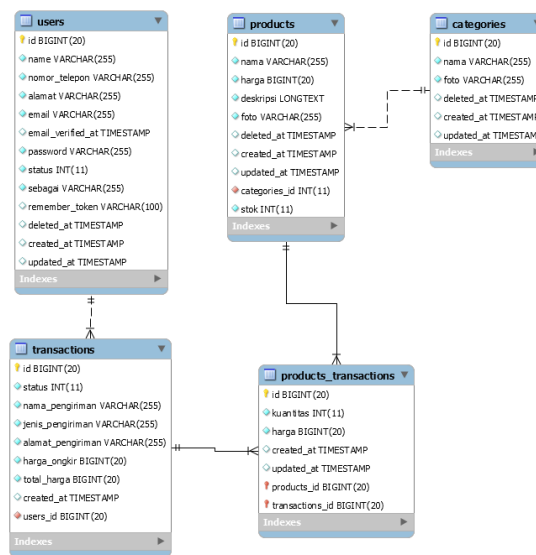 users
id BIGINT(20)
name VARCHAR(255)
nomor_telepon VARCHAR(255)
alamat VARCHAR(255)
email VARCHAR(255)
email_verified_at TIMESTAMP
password VARCHAR(255)
status INT(11)
sebagai VARCHAR(255)
remember_token VARCHAR(100)
deleted_at TIMESTAMP
created_at TIMESTAMP
updated_at TIMESTAMP
Indexes
products
id BIGINT(20)
nama VARCHAR(255)
harga BIGINT(20)
deskripsi LONGTEXT
foto VARCHAR(255)
deleted_at TIMESTAMP
created_at TIMESTAMP
updated_at TIMESTAMP
categories_id INT(11)
stok INT(11)
Indexes
categories
id BIGINT(20)
nama VARCHAR(255)
foto VARCHAR(255)
deleted_at TIMESTAMP
created_at TIMESTAMP
updated_at TIMESTAMP
Indexes
transactions
id BIGINT(20)
status INT(11)
nama_pengiriman VARCHAR(255)
jenis_pengiriman VARCHAR(255)
alamat_pengiriman VARCHAR(255)
harga_ongkir BIGINT(20)
total_harga BIGINT(20)
created_at TIMESTAMP
users_id BIGINT(20)
Indexes
products_transactions
id BIGINT(20)
kuantitas INT(11)
harga BIGINT(20)
created_at TIMESTAMP
updated_at TIMESTAMP
products_id BIGINT(20)
transactions_id BIGINT(20)
Indexes